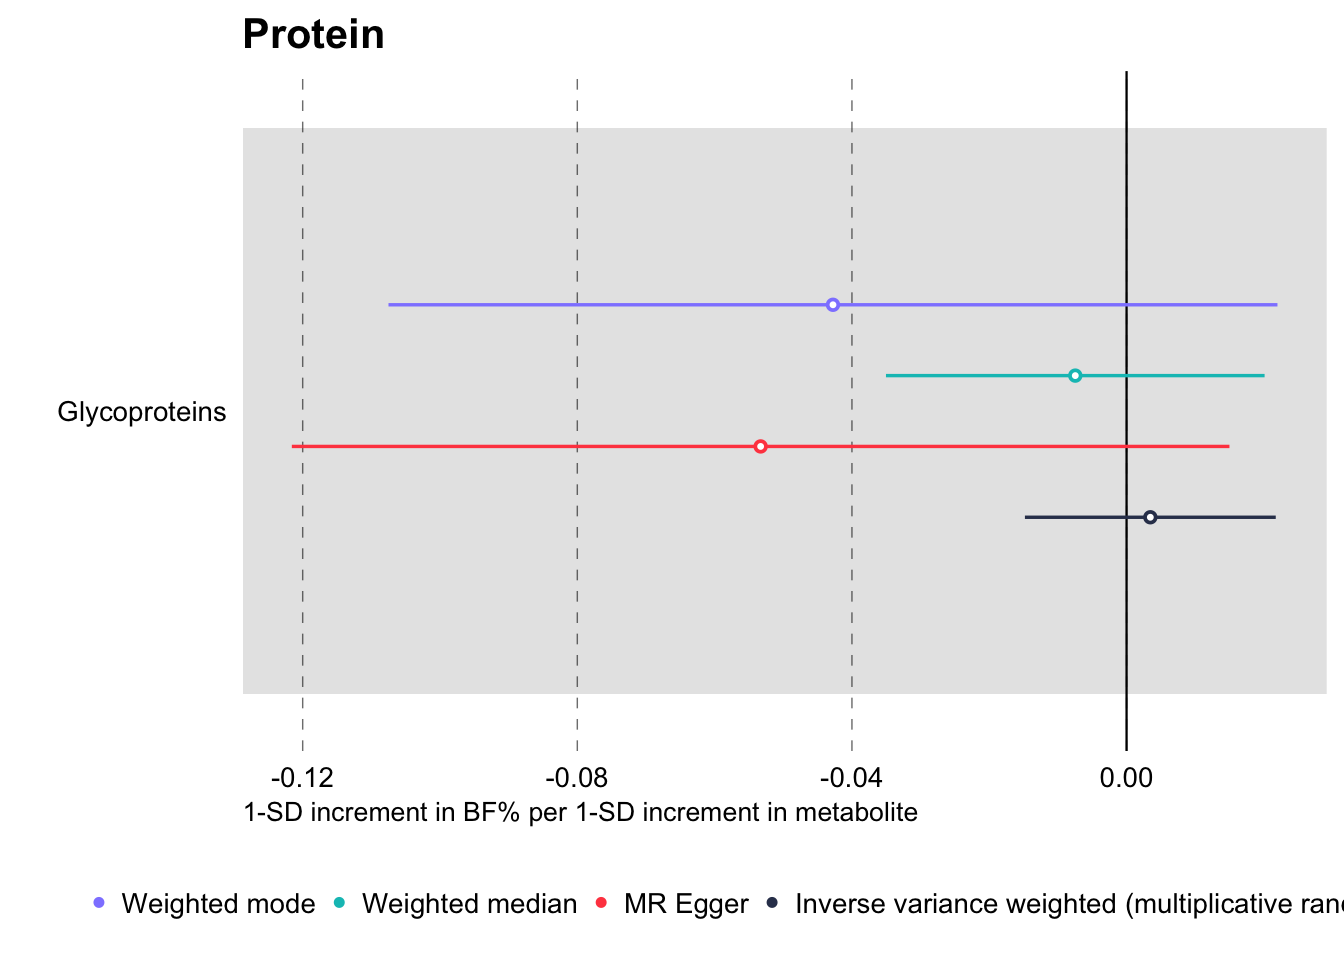 Protein
Glycoproteins
-0.12 -0.08 -0.04 0.00
1-SD increment in BF% per 1-SD increment in metabolite
Weighted mode Weighted median MR Egger Inverse variance weighted (multiplicative